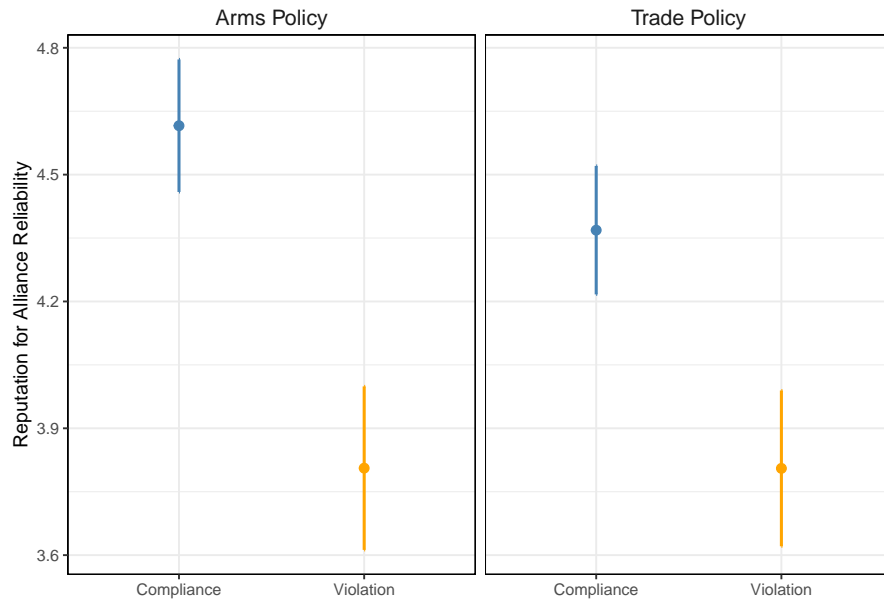 Arms Policy
Trade Policy
Reputation for Alliance Reliability
4.8
4.5
4.2
3.9
3.6
Compliance
Violation
Compliance
Violation